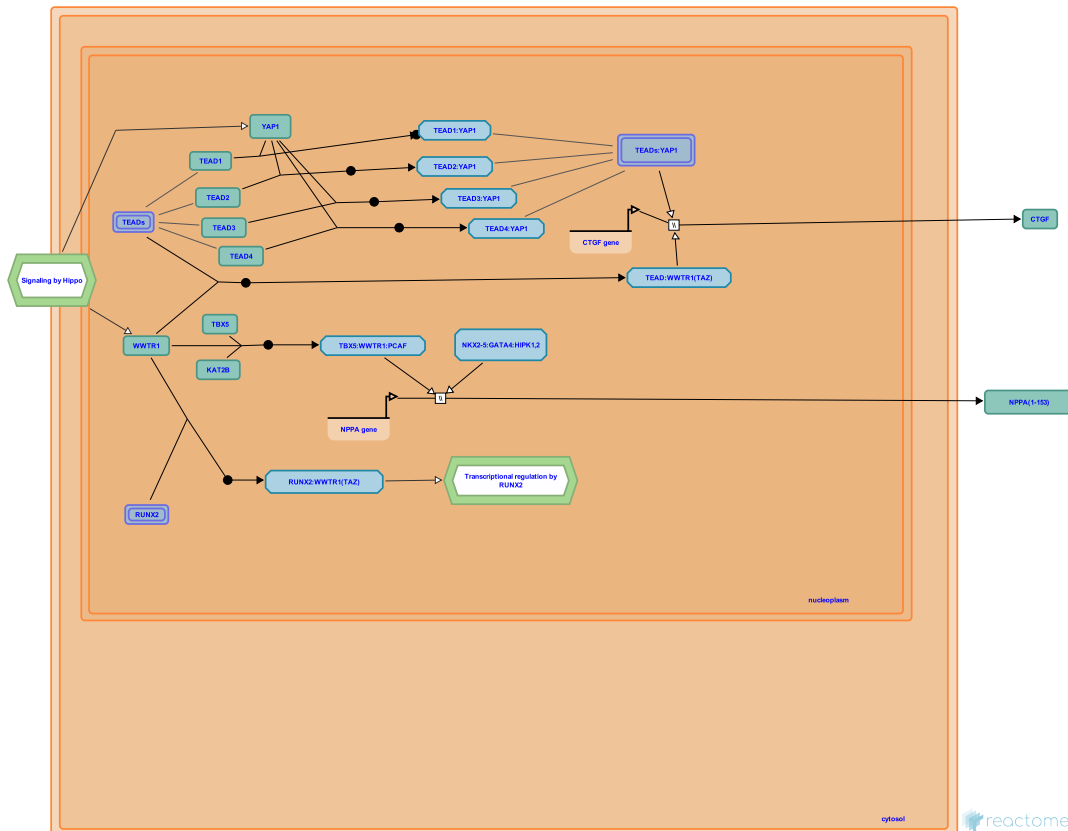 YAP1
TEAD1:YAP1
TEADs:YAP1
TEAD1
TEAD2:YAP1
TEAD2
TEAD3:YAP1
TEADs
TEAD3
TEAD4:YAP1
CTGF
CTGF gene
TEAD4
Signaling by Hippo
TEAD:WWTR1(TAZ)
TBX5
WWTR1
TBX5:WWTR1:PCAF
NKX2-5:GATA4:HIPK1,2
KAT2B
NPPA(1-153)
NPPA gene
Transcriptional regulation by
RUNX2
RUNX2:WWTR1(TAZ)
RUNX2
nucleoplasm
cytosol
reactome